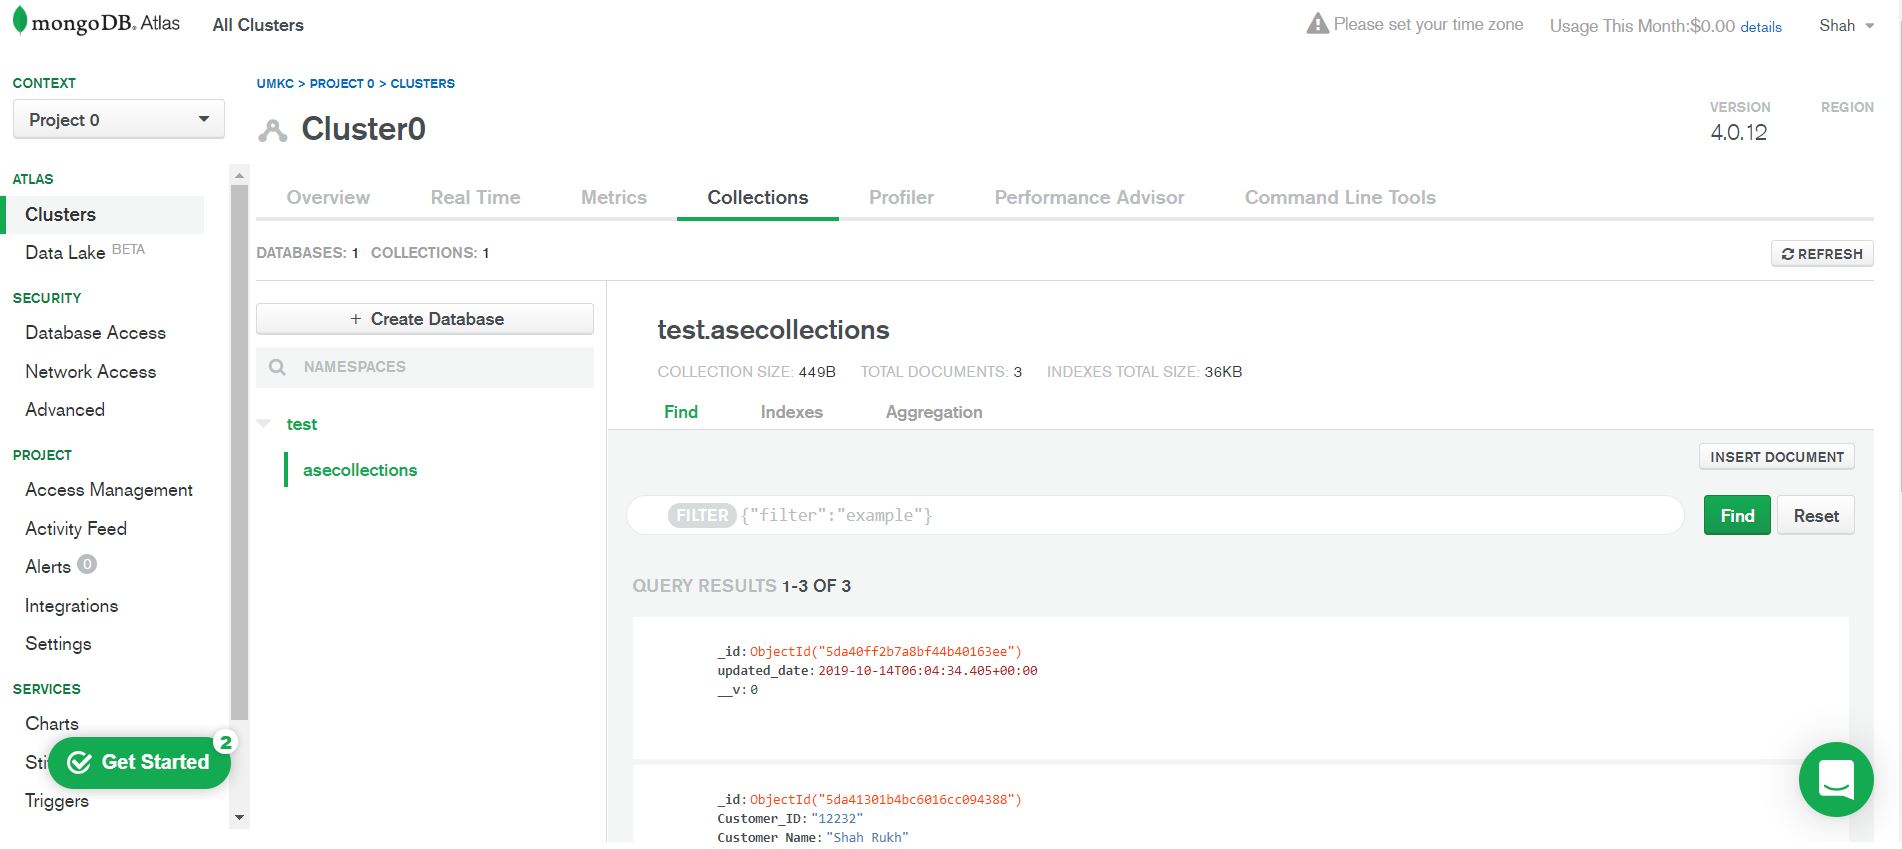 mongoDB. Atlas All Clusters Please set your time zone Usage This Month:$0.00 details Shah
CONTEXT
Project 0
UMKC > PROJECT 0 > CLUSTERS
Cluster0
VERSION REGION
4.0.12
ATLAS
Clusters
Data Lake BETA
SECURITY
Database Access
Network Access
Advanced
PROJECT
Access Management
Activity Feed
Alerts 0
Integrations
Settings
SERVICES
Charts
Triggers
Get Started 2
Overview Real Time Metrics Collections Profiler Performance Advisor Command Line Tools
DATABASES: 1 COLLECTIONS: 1 REFRESH
+ Create Database
NAMESPACES
test
asecollections
test.asecollections
COLLECTION SIZE: 449B TOTAL DOCUMENTS: 3 INDEXES TOTAL SIZE: 36KB
Find Indexes Aggregation
INSERT DOCUMENT
FILTER {"filter":"example"} Find Reset
QUERY RESULTS 1-3 OF 3
_id:ObjectId("5da40ff2b7a8bf44b40163ee")
updated_date:2019-10-14T06:04:34.405+00:00
__v:0
_id:ObjectId("5da41301b4bc6016cc094388")
Customer_ID:"12232"
Customer_Name:"Shah Rukh"